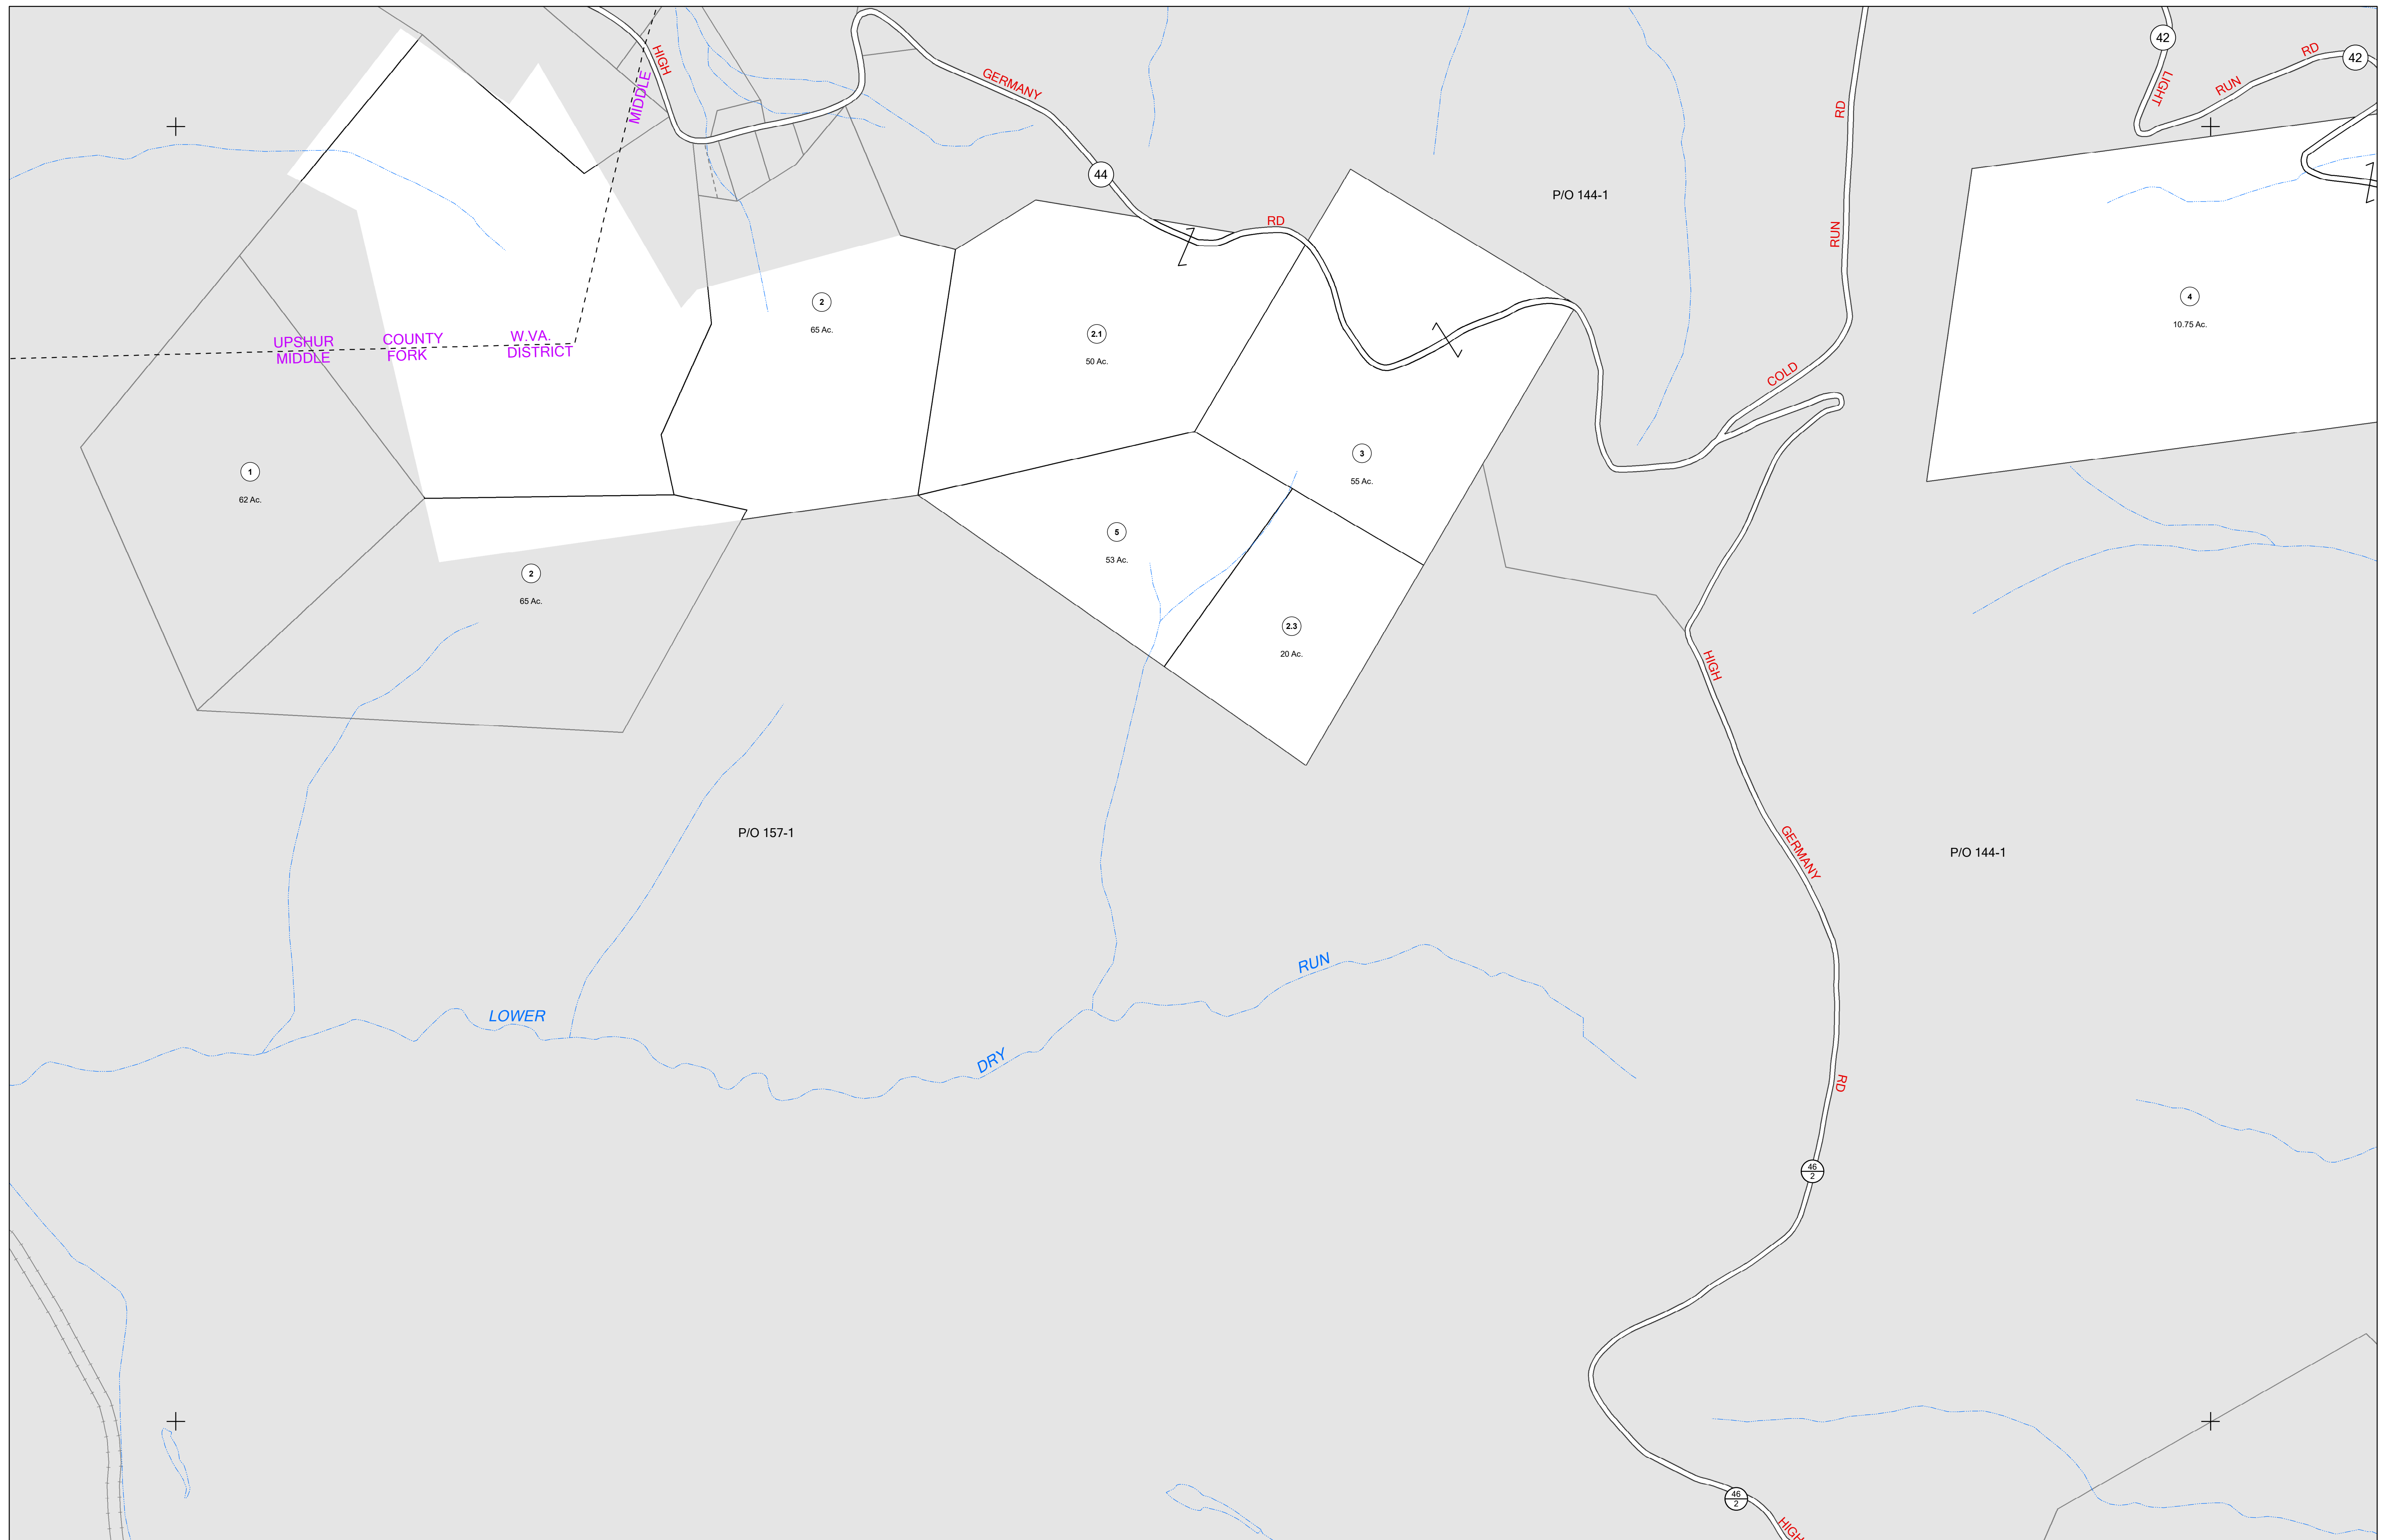 HIGH
MIDDLE
GERMANY
44
RD
P/O 144-1
RD
RUN
COLD
42
LIGHT
RUN
RD
42
2
65 Ac.
2.1
50 Ac.
4
10.75 Ac.
UPSHUR COUNTY W.VA.
MIDDLE FORK DISTRICT
1
62 Ac.
3
55 Ac.
5
53 Ac.
2
65 Ac.
2.3
20 Ac.
HIGH
P/O 157-1
GERMANY
P/O 144-1
LOWER
DRY
RUN
RD
46
2
46
2
HIGH